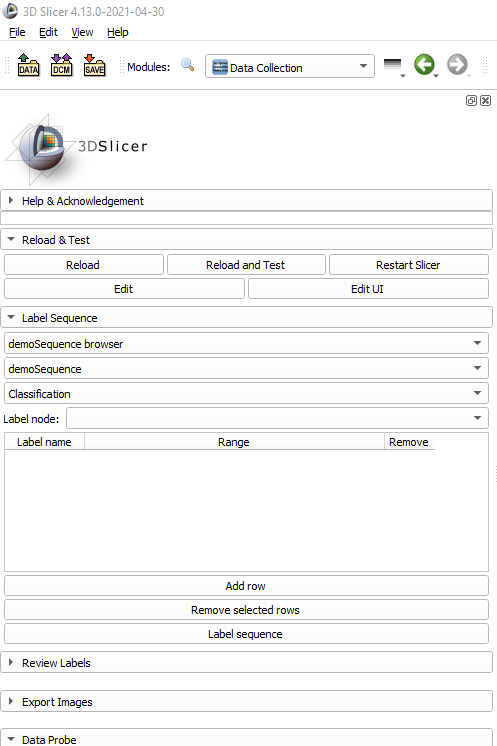 3D Slicer 4.13.0-2021-04-30
File Edit View Help
DATA DCM SAVE Modules: Data Collection
3DSlicer
Help & Acknowledgement
Reload & Test
Reload Reload and Test Restart Slicer
Edit Edit UI
Label Sequence
demoSequence browser
demoSequence
Classification
Label node:
Label name Range Remove
Add row
Remove selected rows
Label sequence
Review Labels
Export Images
Data Probe